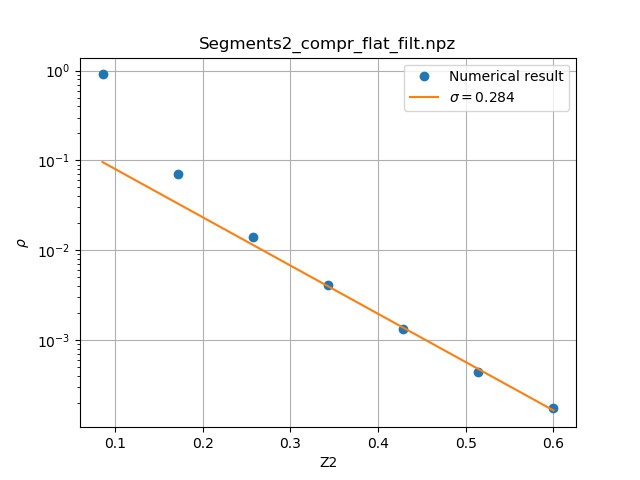 Segments2_compr_flat_filt.npz
Numerical result
σ = 0.284
10⁰
10⁻¹
10⁻²
10⁻³
ρ
0.1 0.2 0.3 0.4 0.5 0.6
Z2